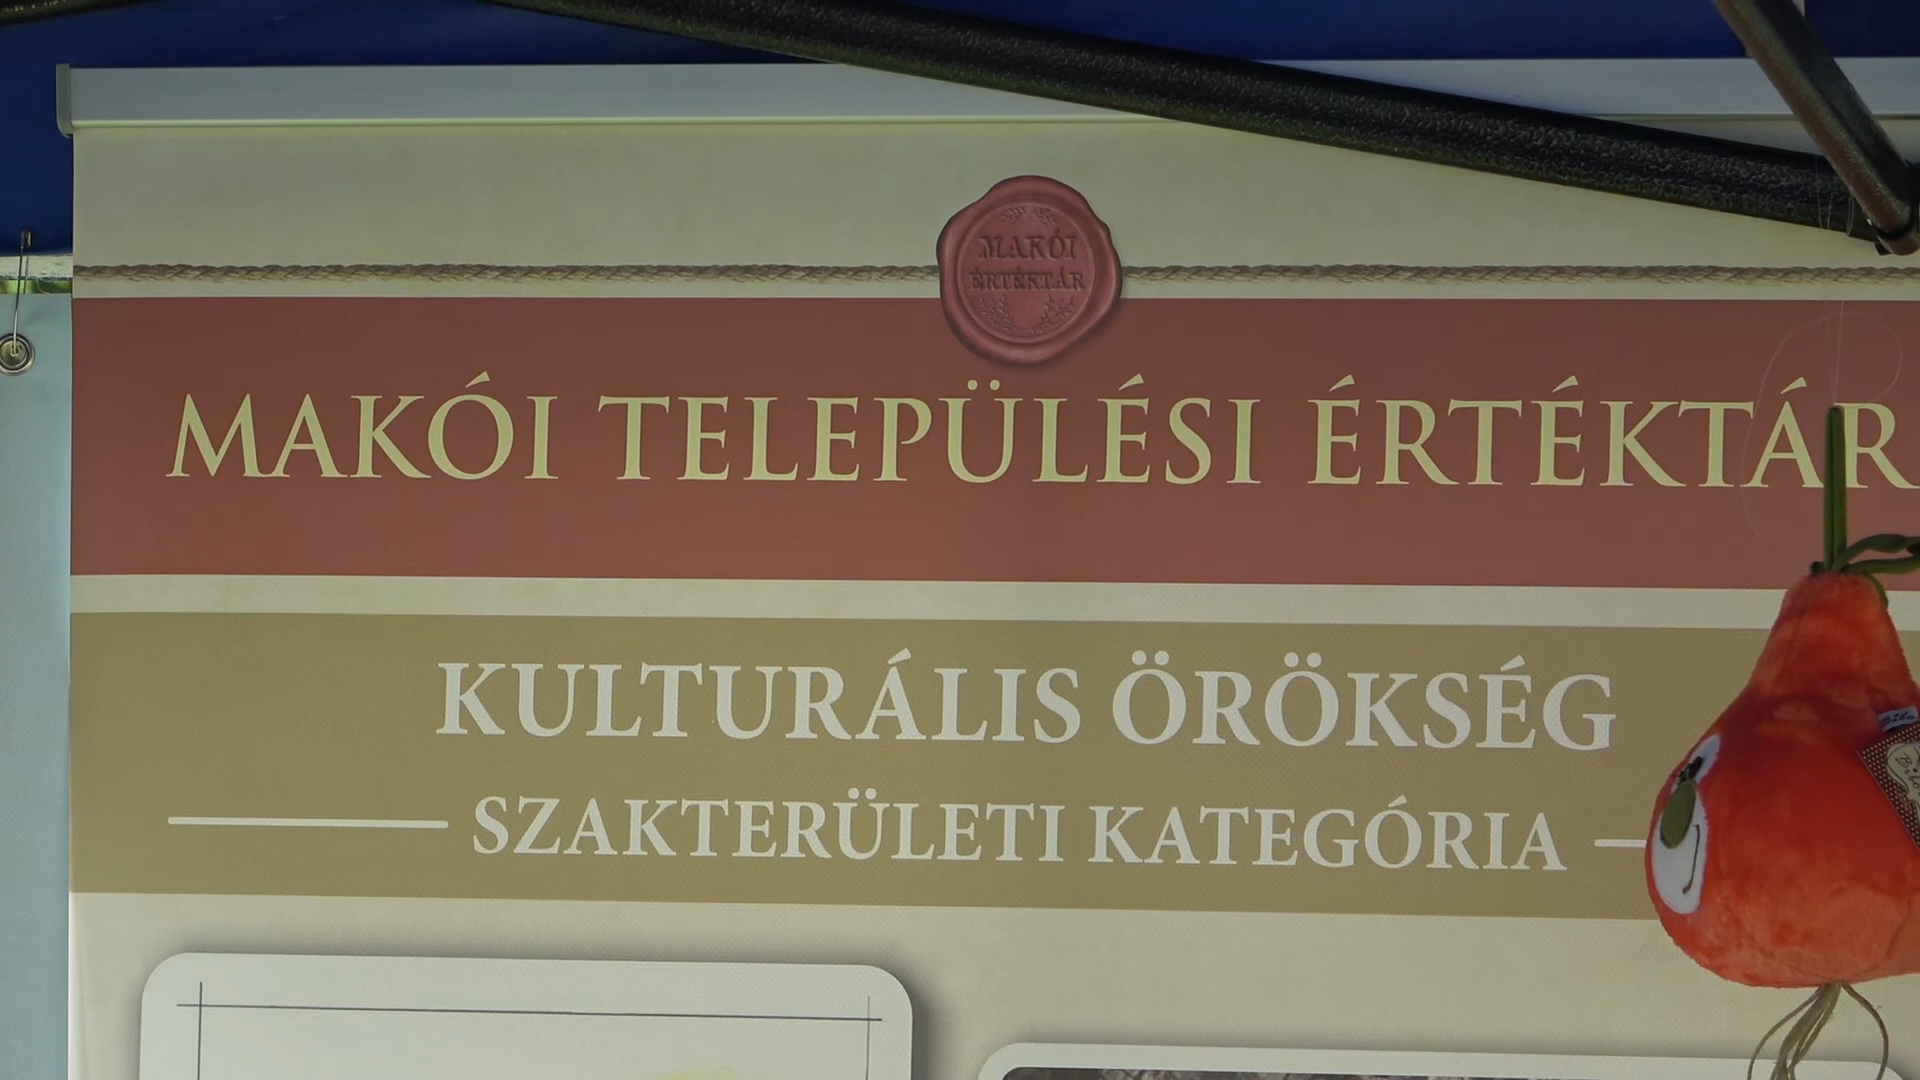 MAKÓI
ÉRTÉKTÁR
MAKÓI TELEPÜLÉSI ÉRTÉKTÁR
KULTURÁLIS ÖRÖKSÉG
SZAKTERÜLETI KATEGÓRIA